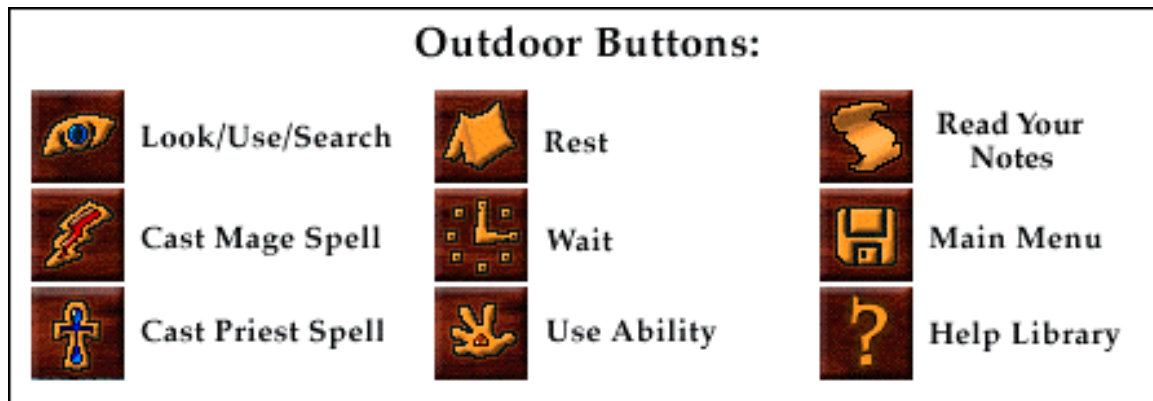 Outdoor Buttons:
Look/Use/Search
Rest
Read Your
Notes
Cast Mage Spell
Wait
Main Menu
Cast Priest Spell
Use Ability
?
Help Library